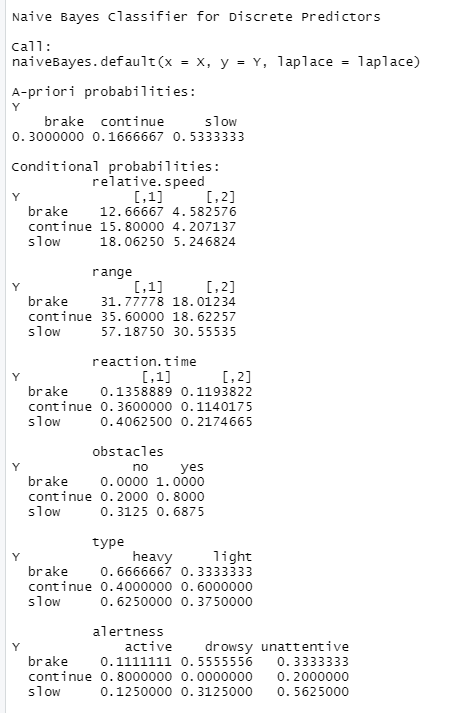 Naive Bayes Classifier for Discrete Predictors
Call:
naiveBayes.default(x = X, y = Y, laplace = laplace)
A-priori probabilities:
Y
brake continue slow
0.3000000 0.1666667 0.5333333
Conditional probabilities:
relative.speed
Y [,1] [,2]
brake 12.66667 4.582576
continue 15.80000 4.207137
slow 18.06250 5.246824
range
Y [,1] [,2]
brake 31.77778 18.01234
continue 35.60000 18.62257
slow 57.18750 30.55535
reaction.time
Y [,1] [,2]
brake 0.1358889 0.1193822
continue 0.3600000 0.1140175
slow 0.4062500 0.2174665
obstacles
Y no yes
brake 0.0000 1.0000
continue 0.2000 0.8000
slow 0.3125 0.6875
type
Y heavy light
brake 0.6666667 0.3333333
continue 0.4000000 0.6000000
slow 0.6250000 0.3750000
alertness
Y active drowsy unattentive
brake 0.1111111 0.5555556 0.3333333
continue 0.8000000 0.0000000 0.2000000
slow 0.1250000 0.3125000 0.5625000